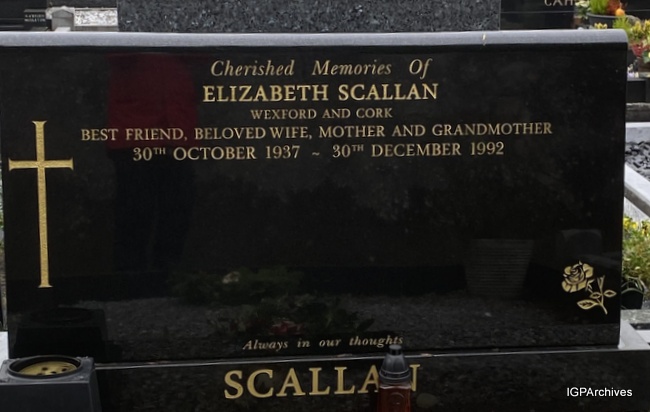 Cherished Memories Of
ELIZABETH SCALLAN
WEXFORD AND CORK
BEST FRIEND, BELOVED WIFE, MOTHER AND GRANDMOTHER
30TH OCTOBER 1937 ~ 30TH DECEMBER 1992
Always in our thoughts
SCALLAN
IGPArchives